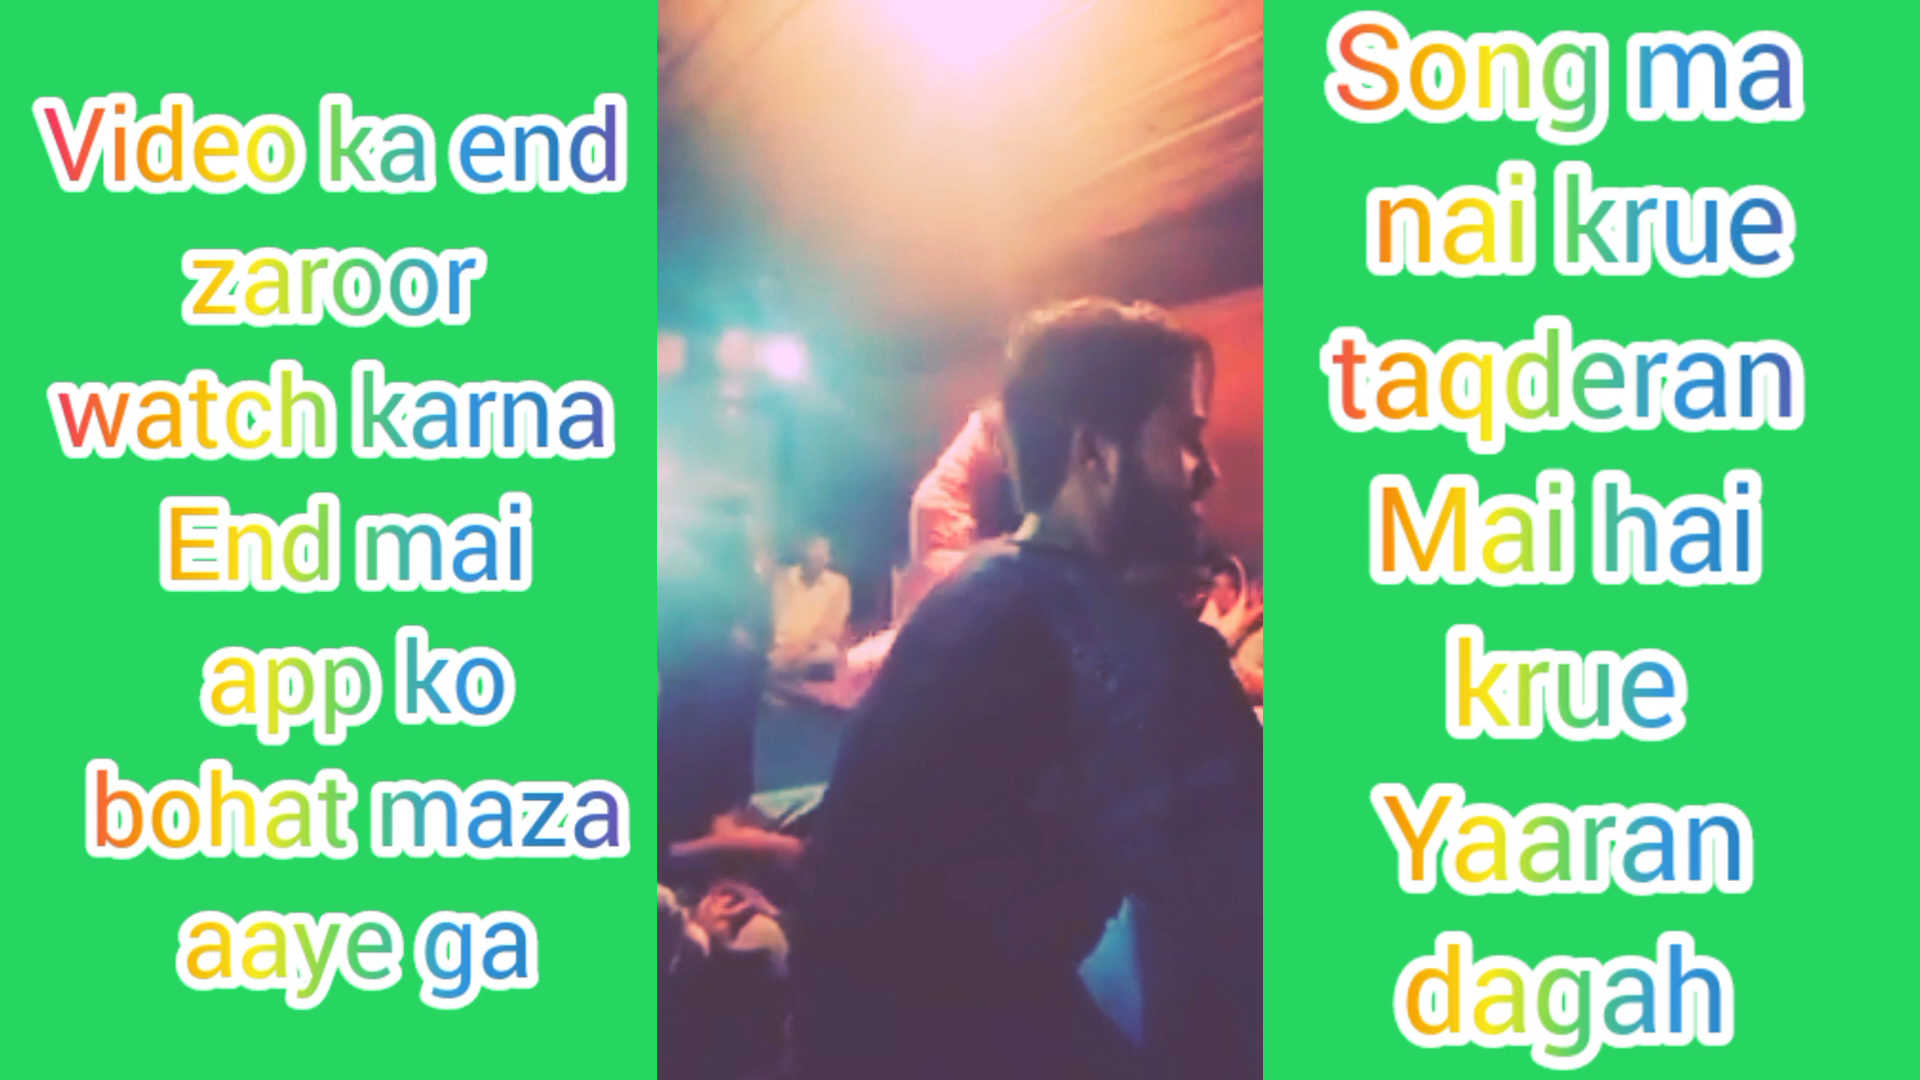 Video ka end
zaroor
watch karna
End mai
app ko
bohat maza
aaye ga
Song ma
nai krue
taqderan
Mai hai
krue
Yaaran
dagah